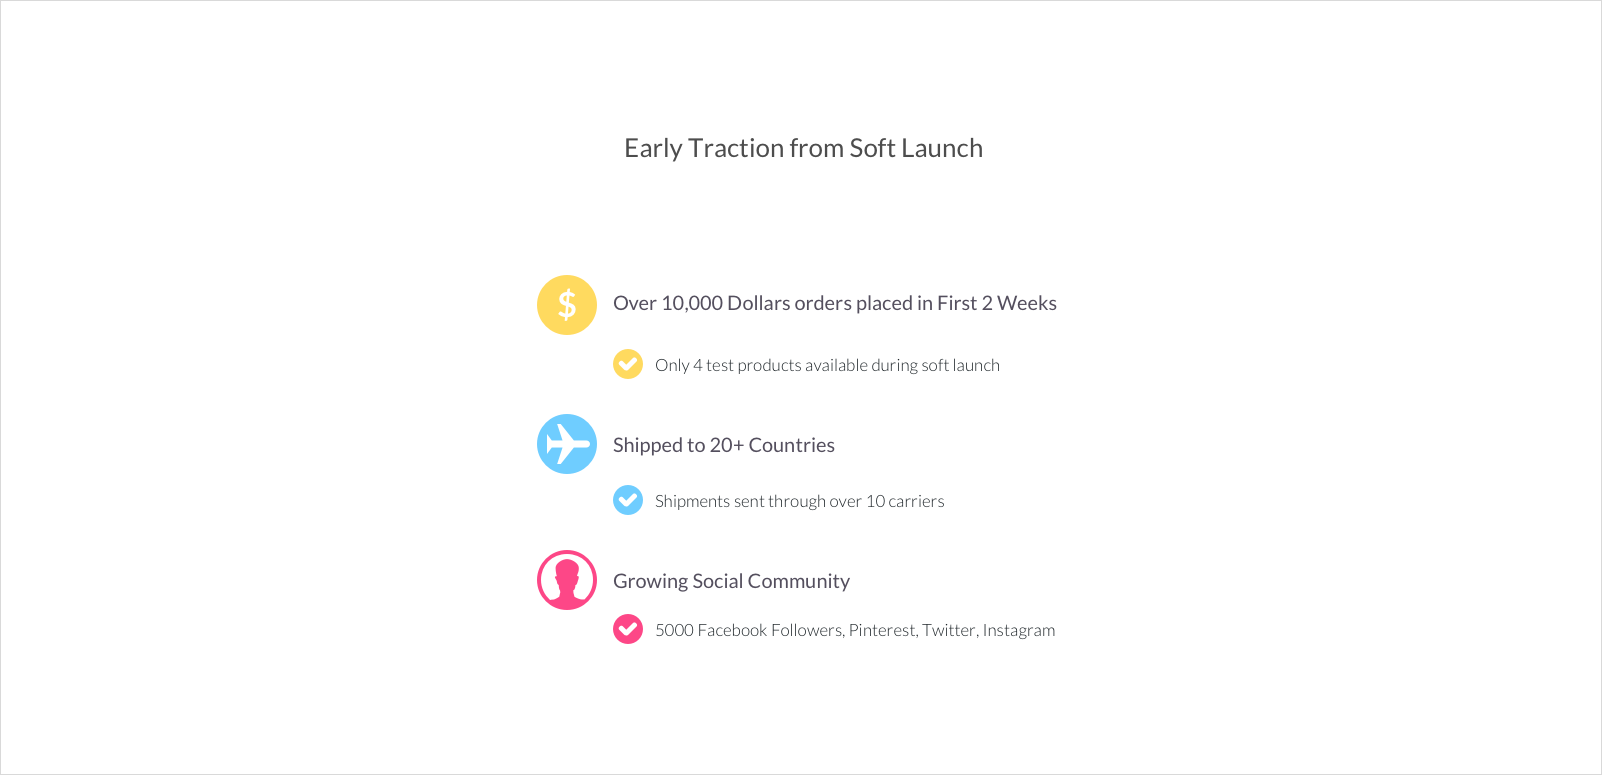 Early Traction from Soft Launch
$
Over 10,000 Dollars orders placed in First 2 Weeks
Only 4 test products available during soft launch
Shipped to 20+ Countries
Shipments sent through over 10 carriers
Growing Social Community
5000 Facebook Followers, Pinterest, Twitter, Instagram